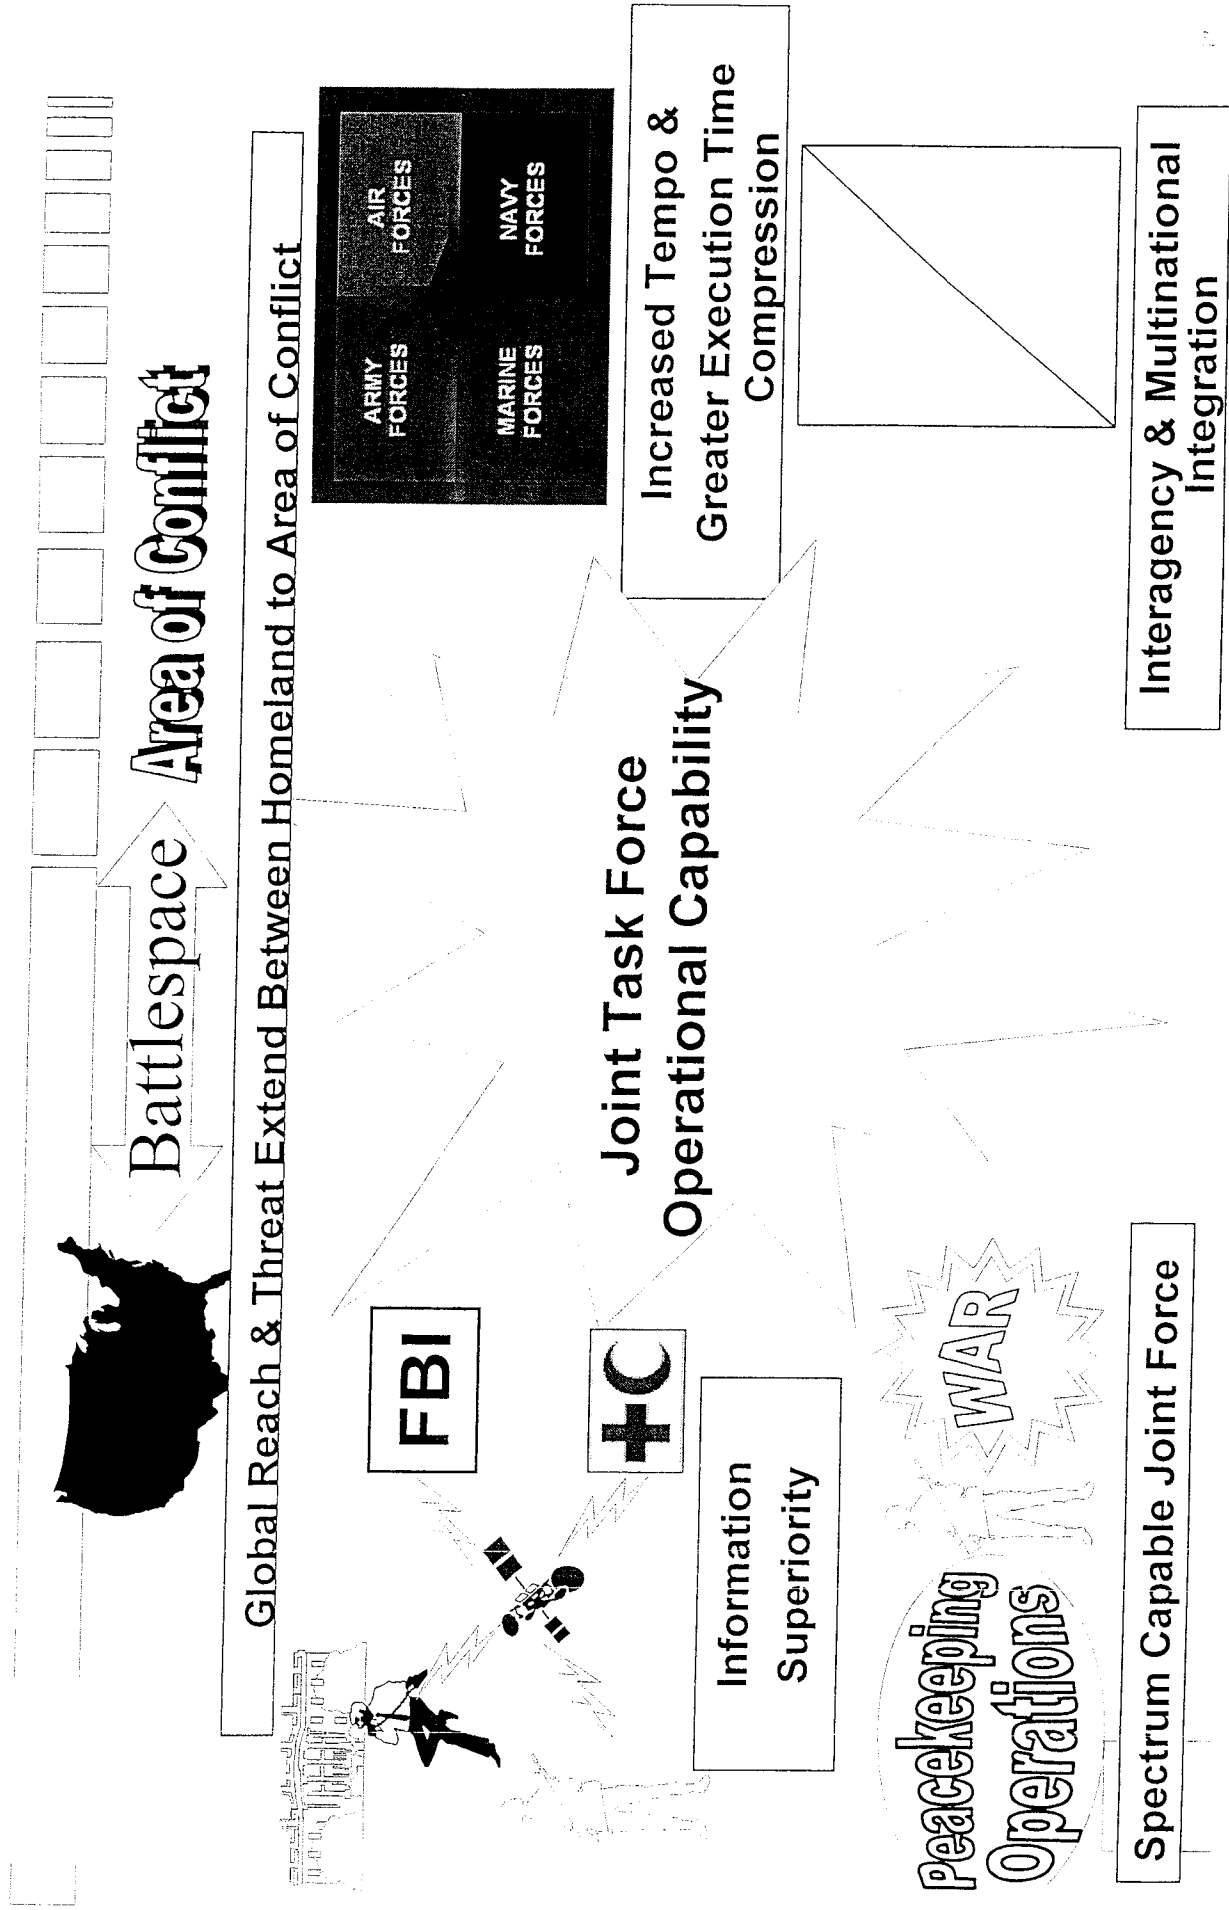 Battlespace
Area of Conflict
Global Reach & Threat Extend Between Homeland to Area of Conflict
FBI
ARMY
FORCES
AIR
FORCES
MARINE
FORCES
NAVY
FORCES
Joint Task Force
Operational Capability
Information
Superiority
Increased Tempo &
Greater Execution Time
Compression
Peacekeeping
Operations
WAR
Spectrum Capable Joint Force
Interagency & Multinational
Integration